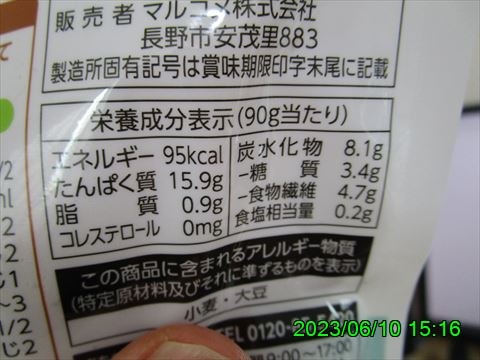 販売者 マルコメ株式会社
長野市安茂里883
製造所固有記号は賞味期限印字末尾に記載
栄養成分表示(90g当たり)
エネルギー 95kcal
たんぱく質 15.9g
脂質 0.9g
コレステロール 0mg
炭水化物 8.1g
-糖質 3.4g
-食物繊維 4.7g
食塩相当量 0.2g
この商品に含まれるアレルギー物質
(特定原材料及びそれに準ずるものを表示)
小麦・大豆
0120
9:00~17:00
2023/06/10 15:16